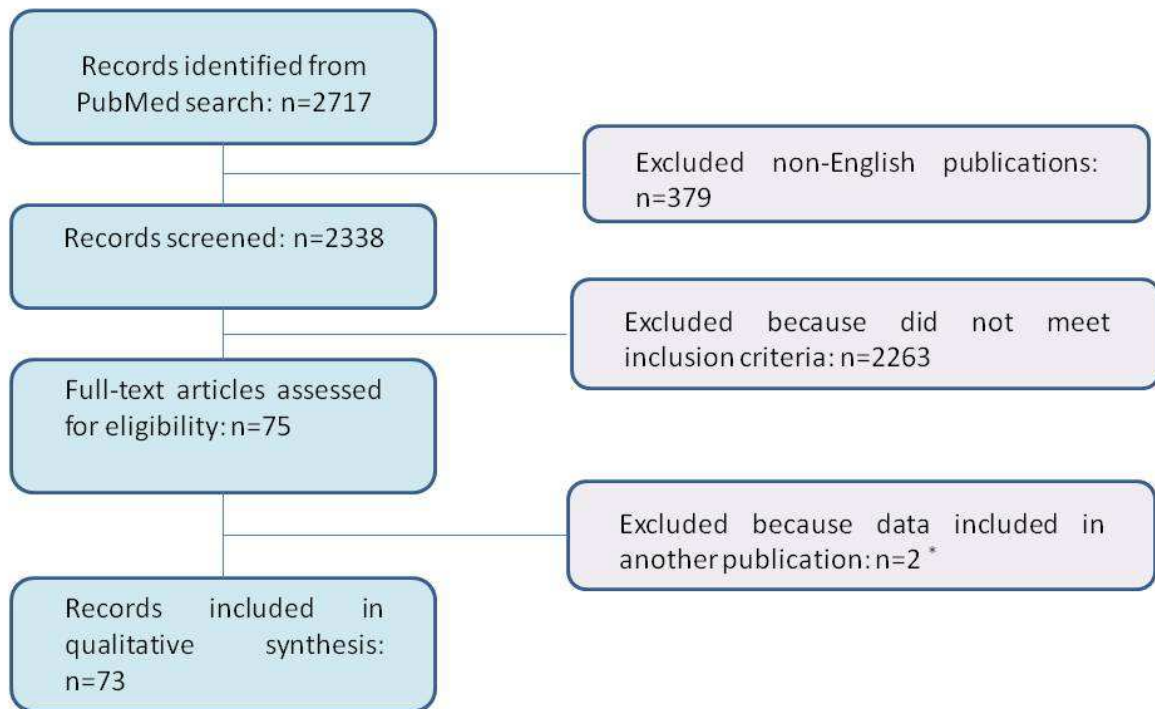 Records identified from
PubMed search: n=2717
Excluded non-English publications:
n=379
Records screened: n=2338
Excluded because did not meet
inclusion criteria: n=2263
Full-text articles assessed
for eligibility: n=75
Excluded because data included in
another publication: n=2 *
Records included in
qualitative synthesis:
n=73